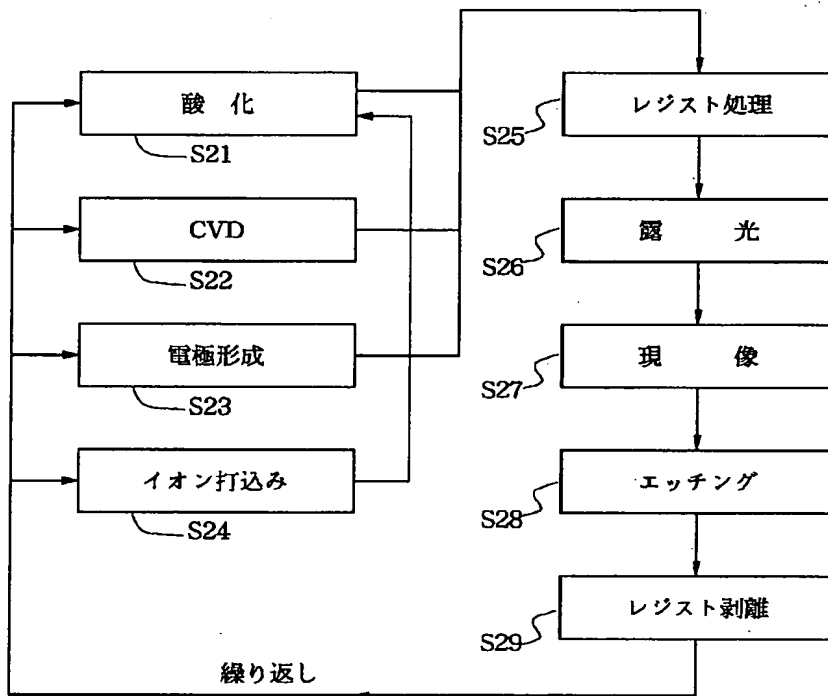 酸 化
S21
CVD
S22
電極形成
S23
イオン打込み
S24
レジスト処理
S25
露 光
S26
現 像
S27
エッチング
S28
レジスト剥離
S29
繰り返し